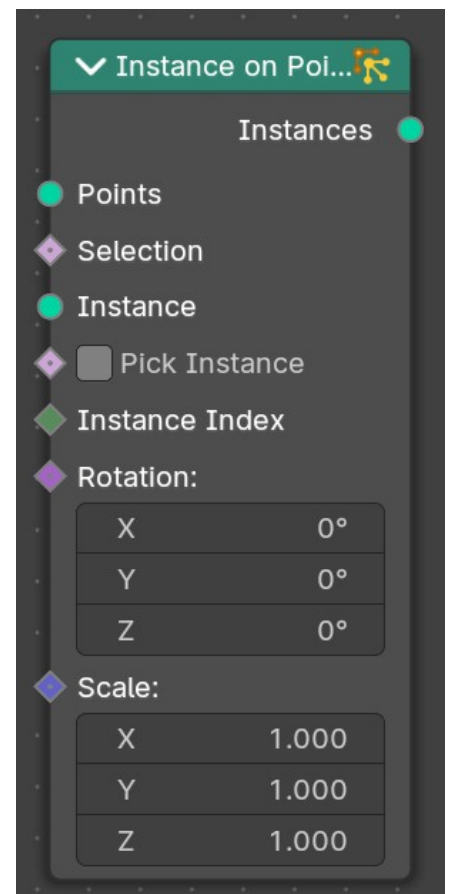 Instance on Poi...
Instances
Points
Selection
Instance
Pick Instance
Instance Index
Rotation:
X 0°
Y 0°
Z 0°
Scale:
X 1.000
Y 1.000
Z 1.000